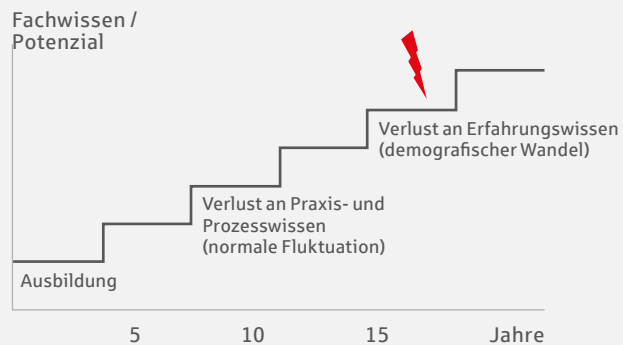 Fachwissen /
Potenzial
Verlust an Erfahrungswissen
(demografischer Wandel)
Verlust an Praxis- und
Prozesswissen
(normale Fluktuation)
Ausbildung
5 10 15 Jahre